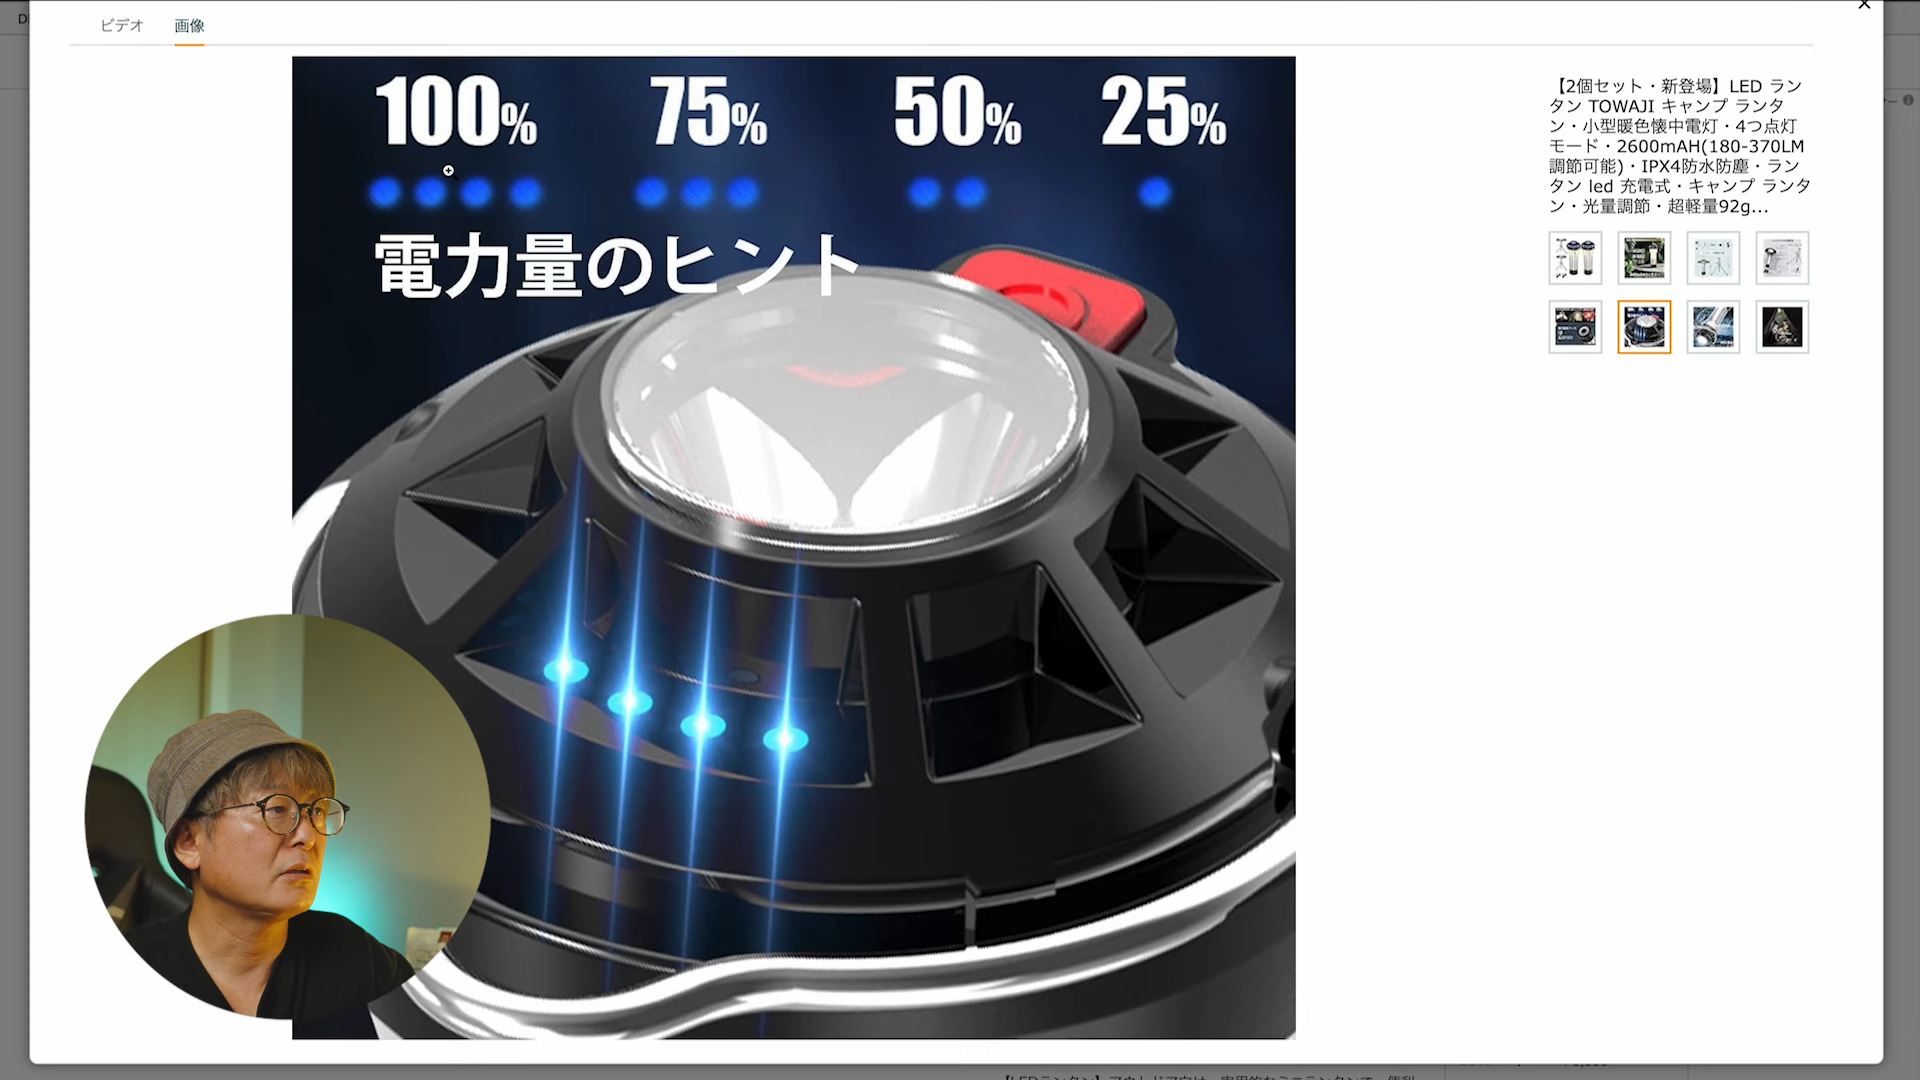 ビデオ 画像
100% 75% 50% 25%
電力量のヒント
【2個セット・新登場】LED ラン
タン TOWAJI キャンプ ランタ
ン・小型暖色懐中電灯・4つ点灯
モード・2600mAH(180-370LM
調節可能)・IPX4防水防塵・ラン
タン led 充電式・キャンプ ランタ
ン・光量調節・超軽量92g...